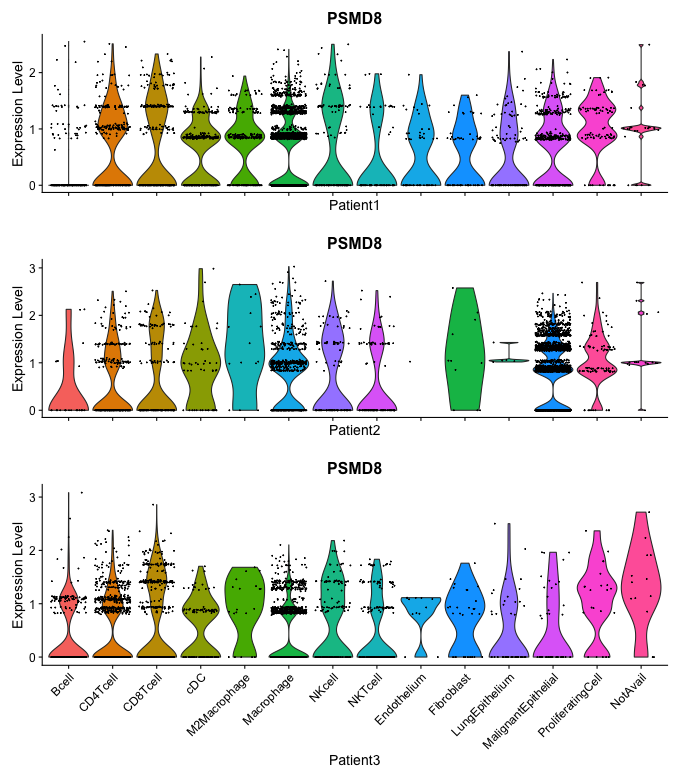 PSMD8
Expression Level
2
1
0
Patient1
PSMD8
Expression Level
3
2
1
0
Patient2
PSMD8
Expression Level
3
2
1
0
Bcell
CD4Tcell
CD8Tcell
cDC
M2Macrophage
Macrophage
NKcell
NKTcell
Endothelium
Fibroblast
LungEpithelium
MalignantEpithelial
ProliferatingCell
NotAvail
Patient3